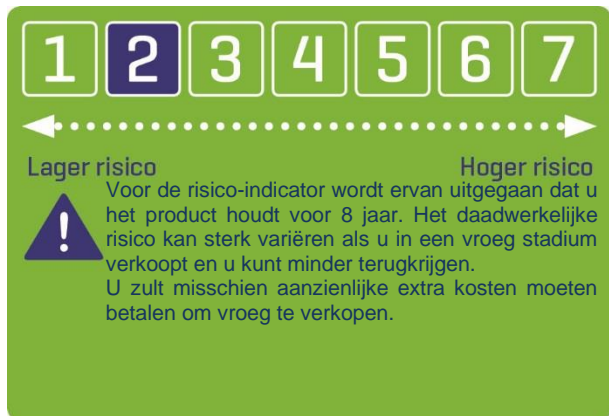 1 2 3 4 5 6 7
Lager risico Hoger risico
Voor de risico-indicator wordt ervan uitgegaan dat u
het product houdt voor 8 jaar. Het daadwerkelijke
risico kan sterk variëren als u in een vroeg stadium
verkoopt en u kunt minder terugkrijgen.
U zult misschien aanzienlijke extra kosten moeten
betalen om vroeg te verkopen.